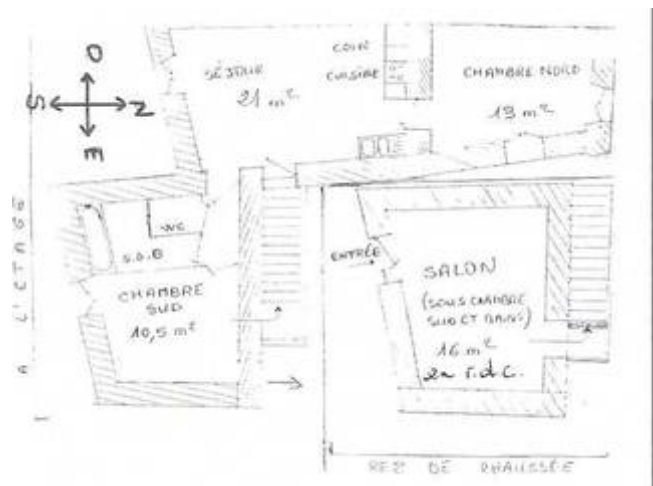 O
S
N
E
SÉJOUR
21 m²
COIN
CUISINE
CHAMBRE NORD
13 m²
A L'ETAGE
WC
S.D.B
CHAMBRE
SUD
10,5 m²
ENTRÉE
SALON
(SOUS CHAMBRE
SUD ET BAINS)
16 m²
en r.d.c.
REZ DE CHAUSSÉE